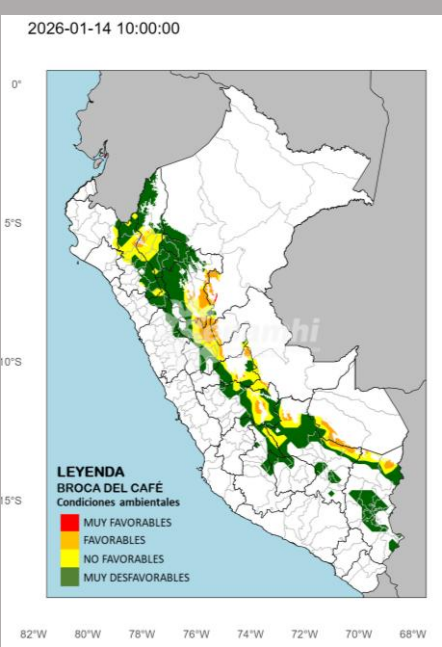 2026-01-14 10:00:00
0°
5°S
10°S
15°S
LEYENDA
BROCA DEL CAFÉ
Condiciones ambientales
MUY FAVORABLES
FAVORABLES
NO FAVORABLES
MUY DESFAVORABLES
82°W 80°W 78°W 76°W 74°W 72°W 70°W 68°W